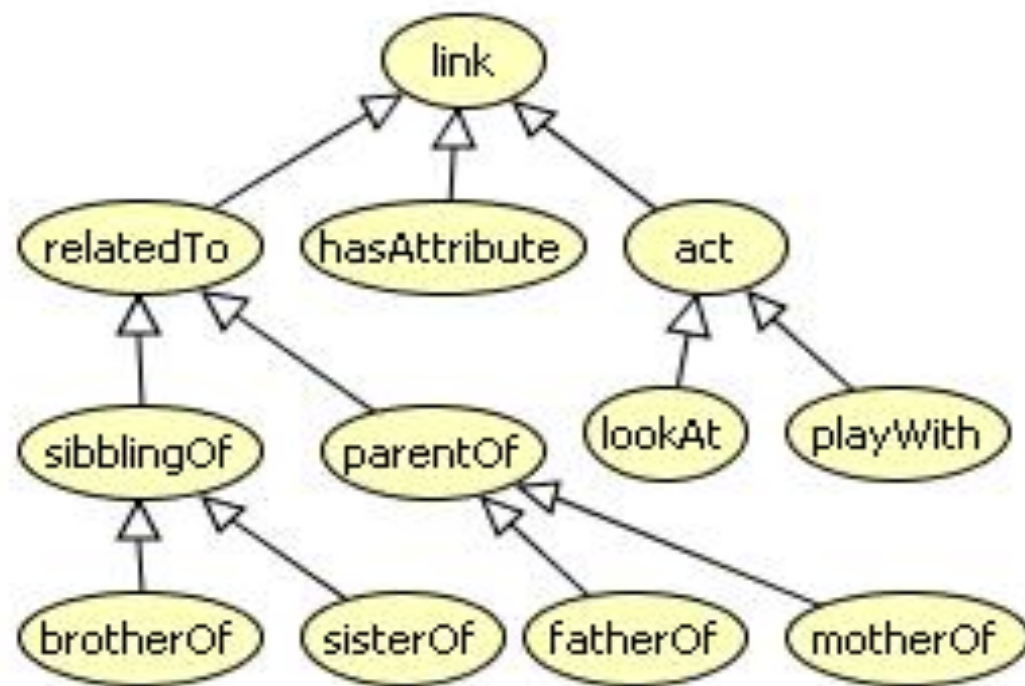 link
relatedTo
hasAttribute
act
sibblingOf
parentOf
lookAt
playWith
brotherOf
sisterOf
fatherOf
motherOf